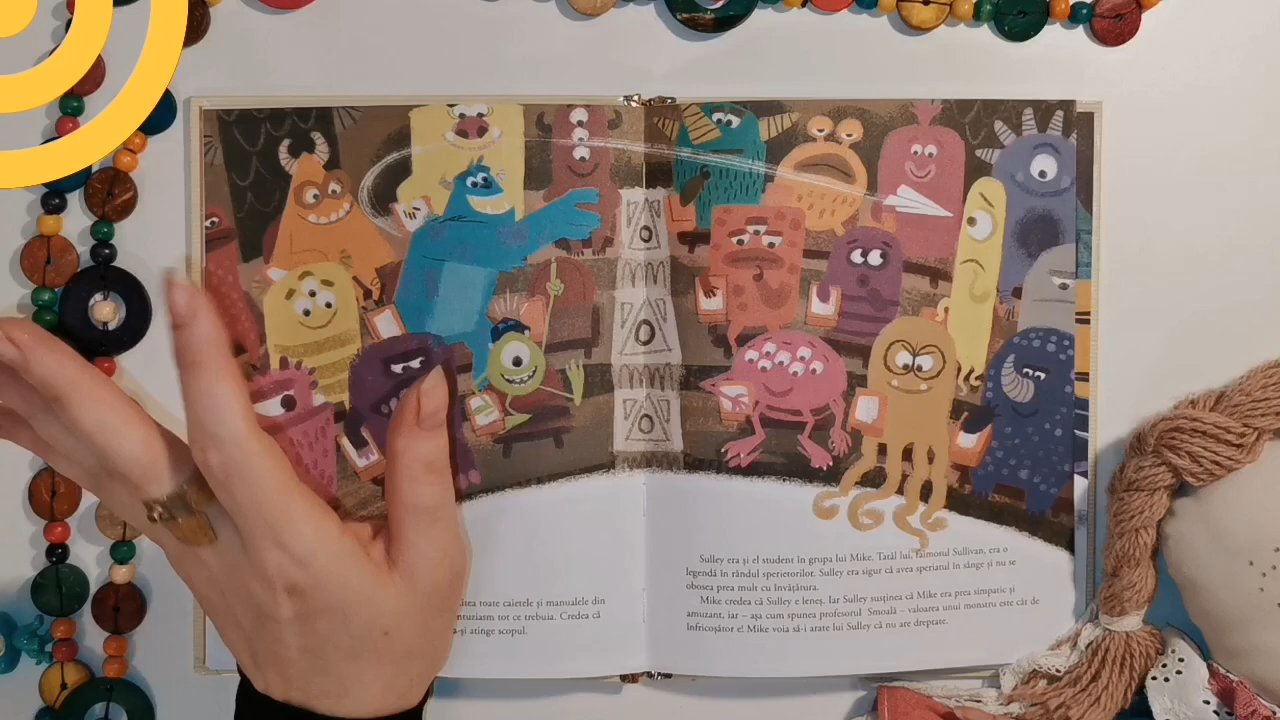 toate caietele și manualele din
tot ce trebuia. Credea că
atinge scopul.
Sulley era și el student în grupa lui Mike. Tatăl lui, faimosul Sullivan, era o
legendă în rândul sperietorilor. Sulley era sigur că avea speriatul în sânge și nu se
obosea prea mult cu învățătura.
Mike credea că Sulley e leneș. Iar Sulley susținea că Mike era prea simpatic și
amuzant, iar – așa cum spunea profesorul Smoală – valoarea unui monstru este cât de
înfricoșător e! Mike voia să-i arate lui Sulley că nu are dreptate.